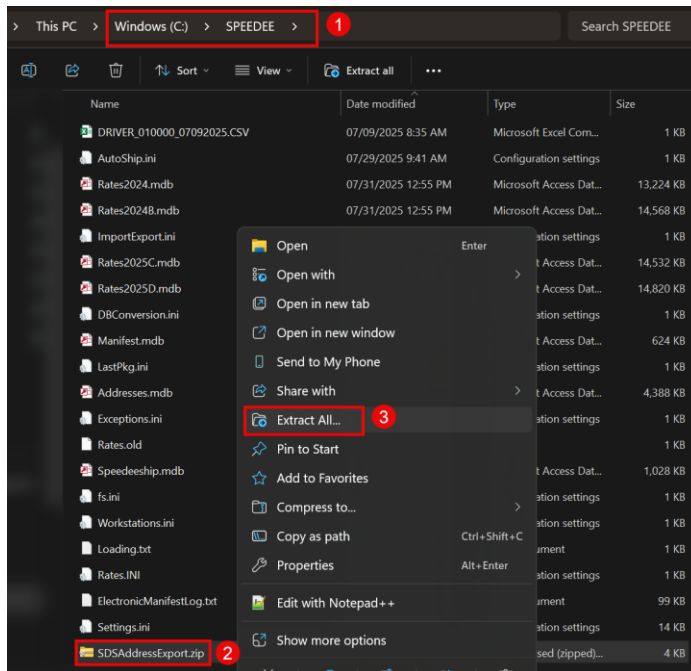 > This PC > Windows (C:) > SPEEDEE > 1 Search SPEEDEE
Sort View Extract all
Name Date modified Type Size
DRIVER_010000_07092025.CSV 07/09/2025 8:35 AM Microsoft Excel Com... 1 KB
AutoShip.ini 07/29/2025 9:41 AM Configuration settings 1 KB
Rates2024.mdb 07/31/2025 12:55 PM Microsoft Access Dat... 13,224 KB
Rates2024B.mdb 07/31/2025 12:55 PM Microsoft Access Dat... 14,568 KB
ImportExport.ini ation settings 1 KB
Open Enter
Rates2025C.mdb t Access Dat... 14,532 KB
Open with >
Rates2025D.mdb t Access Dat... 14,820 KB
Open in new tab
DBConversion.ini ation settings 1 KB
Open in new window
Manifest.mdb t Access Dat... 624 KB
Send to My Phone
LastPkg.ini ation settings 1 KB
Share with >
Addresses.mdb t Access Dat... 4,388 KB
Extract All... 3
Exceptions.ini ation settings 1 KB
Pin to Start
Rates.old 1 KB
Speedeeship.mdb t Access Dat... 1,028 KB
Add to Favorites
fs.ini ation settings 1 KB
Compress to... >
Workstations.ini ation settings 1 KB
Copy as path Ctrl+Shift+C
Loading.txt ument 1 KB
Properties Alt+Enter
Rates.INI ation settings 1 KB
Edit with Notepad++
ElectronicManifestLog.txt ument 99 KB
Settings.ini ation settings 14 KB
Show more options
SDSAddressExport.zip 2 sed (zipped)... 4 KB